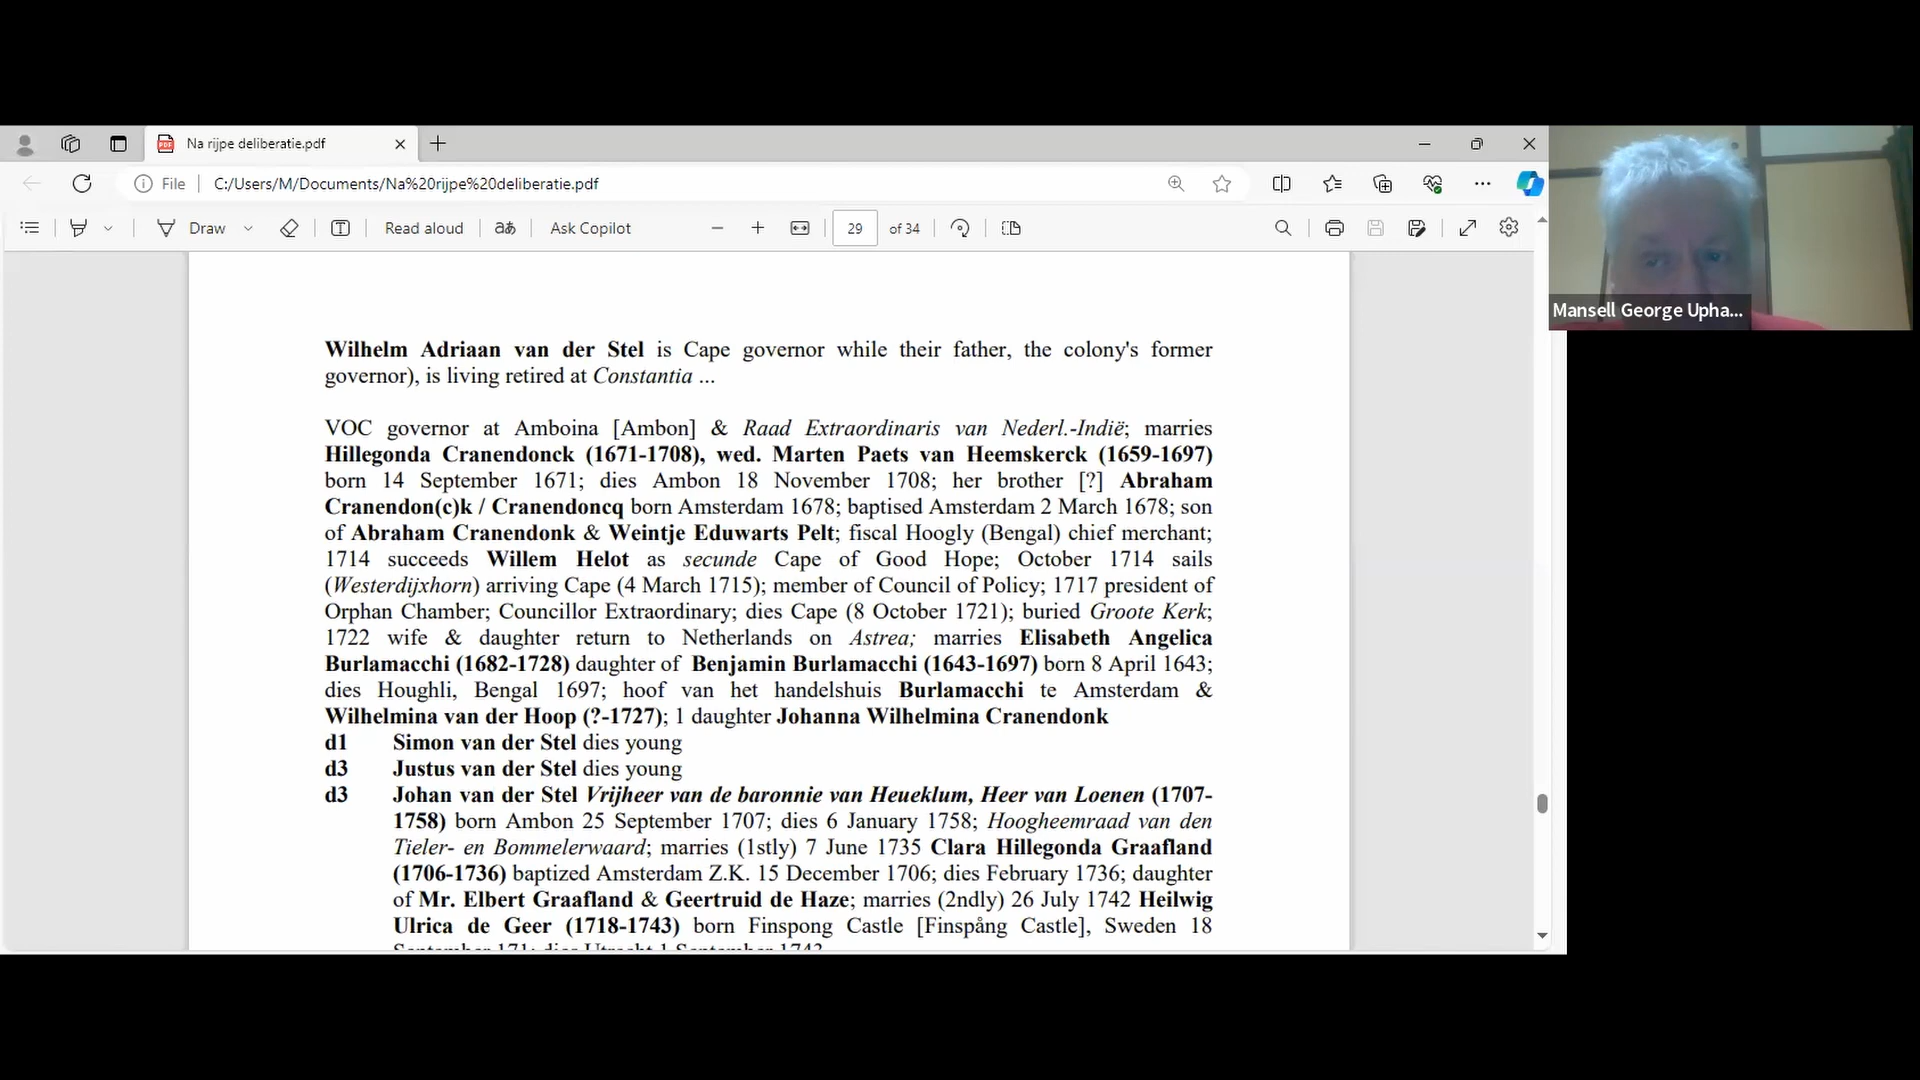 Na rijpe deliberatie.pdf
File
C:/Users/M/Documents/Na%20rijpe%20deliberatie.pdf
Draw
Read aloud
aあ
Ask Copilot
29
of 34
Mansell George Upha...
Wilhelm Adriaan van der Stel is Cape governor while their father, the colony's former
governor), is living retired at Constantia ...
VOC governor at Amboina [Ambon] & Raad Extraordinaris van Nederl.-Indië; marries
Hillegonda Cranendonck (1671-1708), wed. Marten Paets van Heemskerck (1659-1697)
born 14 September 1671; dies Ambon 18 November 1708; her brother [?] Abraham
Cranendon(c)k / Cranendoncq born Amsterdam 1678; baptised Amsterdam 2 March 1678; son
of Abraham Cranendonk & Weintje Eduwarts Pelt; fiscal Hoogly (Bengal) chief merchant;
1714 succeeds Willem Helot as secunde Cape of Good Hope; October 1714 sails
(Westerdijxhorn) arriving Cape (4 March 1715); member of Council of Policy; 1717 president of
Orphan Chamber; Councillor Extraordinary; dies Cape (8 October 1721); buried Groote Kerk;
1722 wife & daughter return to Netherlands on Astrea; marries Elisabeth Angelica
Burlamacchi (1682-1728) daughter of Benjamin Burlamacchi (1643-1697) born 8 April 1643;
dies Houghli, Bengal 1697; hoof van het handelshuis Burlamacchi te Amsterdam &
Wilhelmina van der Hoop (?-1727); 1 daughter Johanna Wilhelmina Cranendonk
d1 Simon van der Stel dies young
d3 Justus van der Stel dies young
d3 Johan van der Stel Vrijheer van de baronnie van Heueklum, Heer van Loenen (1707-
1758) born Ambon 25 September 1707; dies 6 January 1758; Hoogheemraad van den
Tieler- en Bommelerwaard; marries (1stly) 7 June 1735 Clara Hillegonda Graafland
(1706-1736) baptized Amsterdam Z.K. 15 December 1706; dies February 1736; daughter
of Mr. Elbert Graafland & Geertruid de Haze; marries (2ndly) 26 July 1742 Heilwig
Ulrica de Geer (1718-1743) born Finspong Castle [Finspång Castle], Sweden 18
September 171; dies Utrecht 1 September 1743